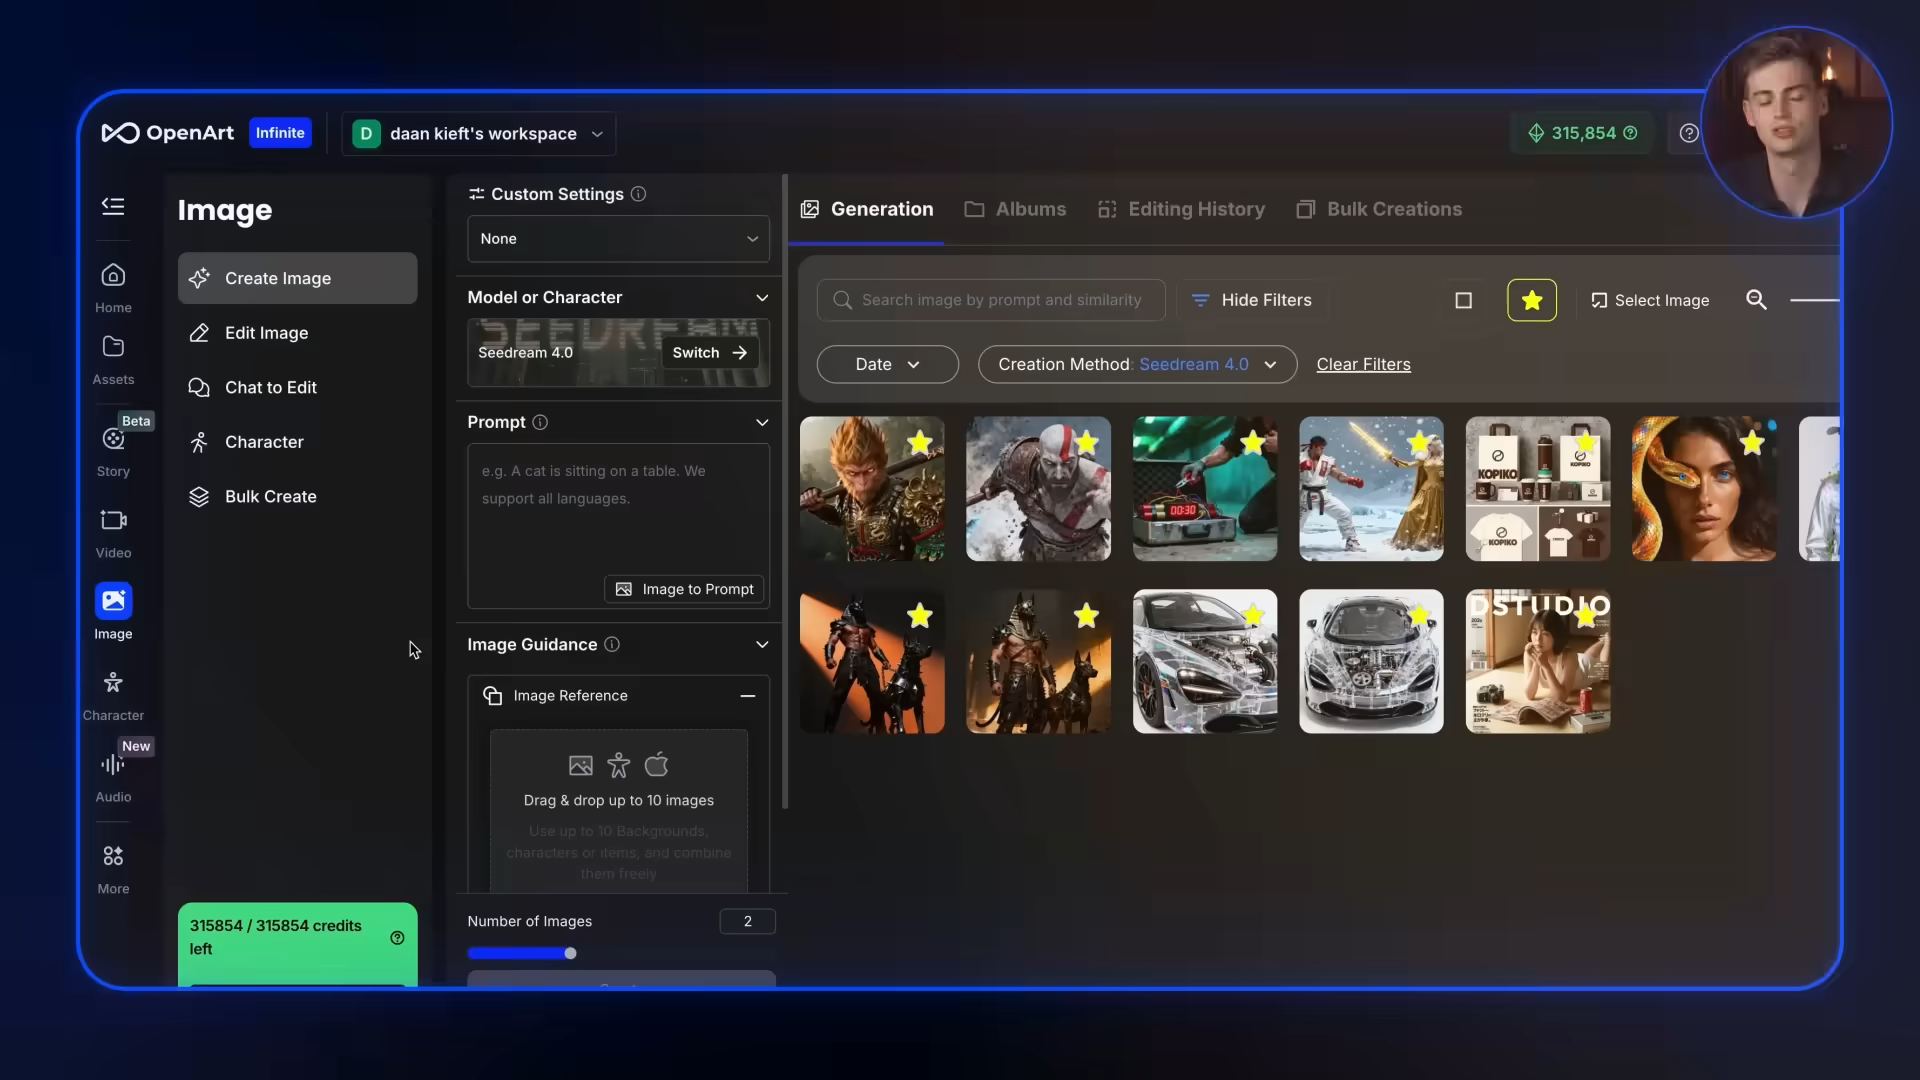 OpenArt
Infinite
D
daan kieft's workspace
315,854
Image
Create Image
Edit Image
Chat to Edit
Character
Bulk Create
Home
Assets
Beta
Story
Video
Image
Character
New
Audio
More
315854 / 315854 credits
left
Custom Settings
None
Model or Character
SEEDREAM
Seedream 4.0
Switch
Prompt
e.g. A cat is sitting on a table. We
support all languages.
Image to Prompt
Image Guidance
Image Reference
Drag & drop up to 10 images
Use up to 10 Backgrounds,
characters or items, and combine
them freely
Number of Images
2
Generation
Albums
Editing History
Bulk Creations
Search image by prompt and similarity
Hide Filters
Select Image
Date
Creation Method: Seedream 4.0
Clear Filters
00:30
KOPIKO
KOPIKO
KOPIKO
DSTUDIO